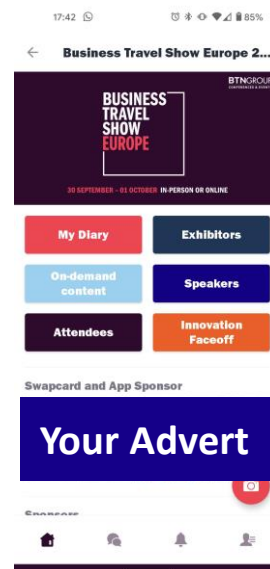 17:42 85%
Business Travel Show Europe 2...
BTNGROUP
CONFERENCES & EVENTS
BUSINESS
TRAVEL
SHOW
EUROPE
30 SEPTEMBER - 01 OCTOBER IN-PERSON OR ONLINE
My Diary Exhibitors
On-demand
content
Speakers
Attendees
Innovation
Faceoff
Swapcard and App Sponsor
Your Advert
Sponsors